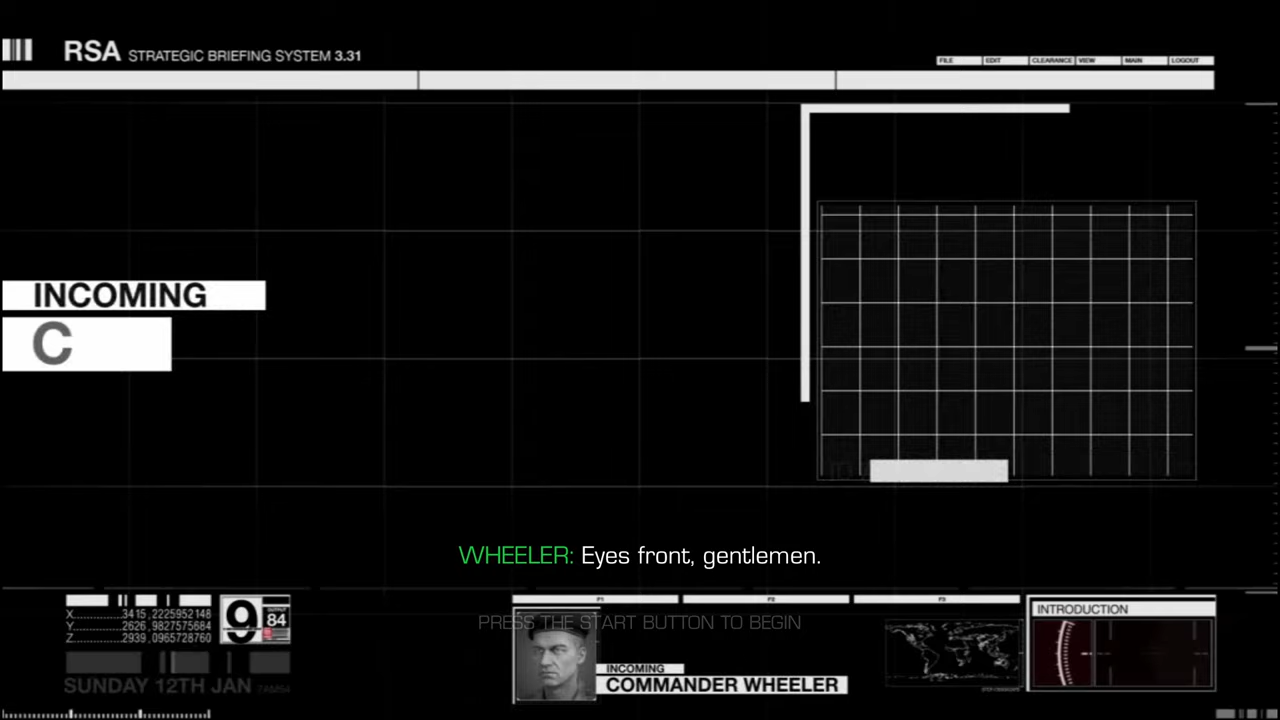 RSA STRATEGIC BRIEFING SYSTEM 3.31
FILE EDIT CLEARANCE VIEW MAIN LOGOUT
INCOMING
C
WHEELER: Eyes front, gentlemen.
X 3415,2225952148
Y 2626,9827575684
Z 2939,0965728760
9
OUTPUT
84
SUNDAY 12TH JAN
F1 F2 F3
PRESS THE START BUTTON TO BEGIN
INCOMING
COMMANDER WHEELER
INTRODUCTION